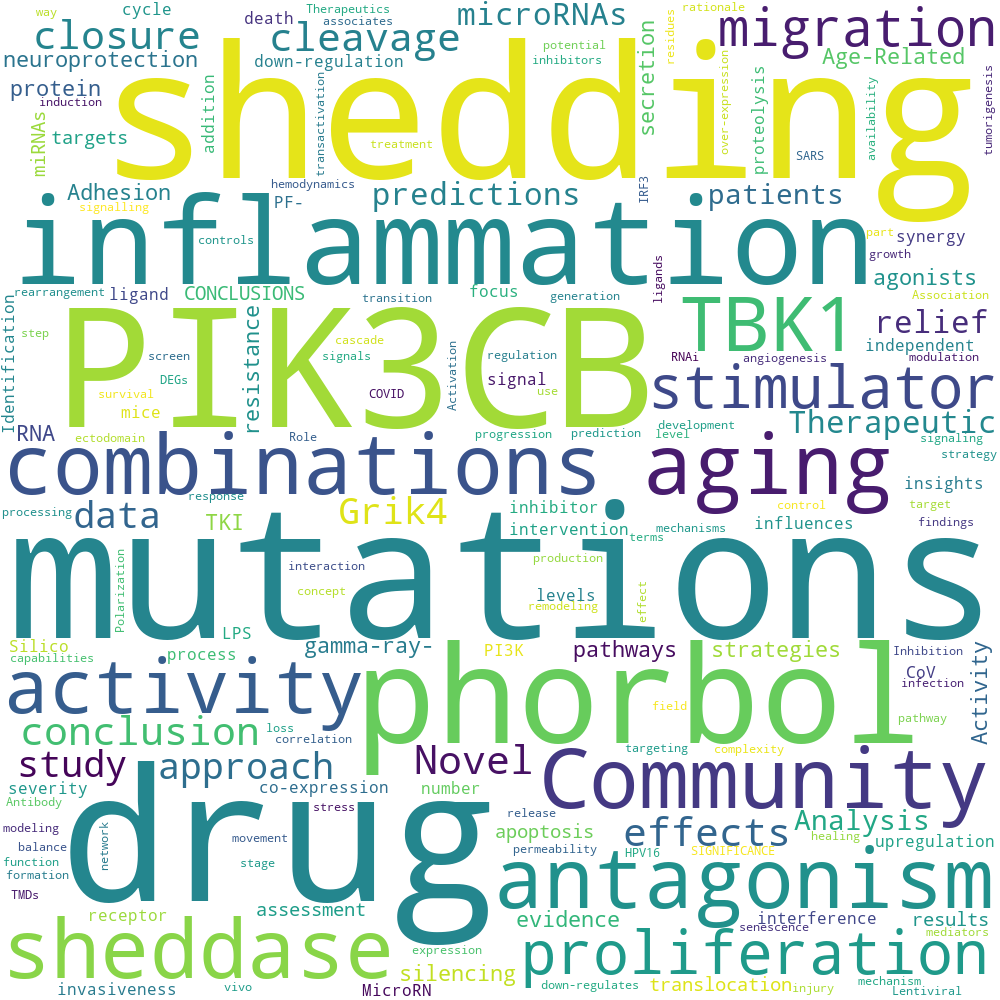 way cycle death Therapeutics associates microRNAs potential inhibitors residues rationale migration
closure cleavage down-regulation secretion Age-Related
neuroprotection protein induction shedding over-expression proteolysis availability tumorigenesis
miRNAs targets addition transactivation treatment SARS
Adhesion signalling hemodynamics PF- predictions IRF3 patients
inflammation controls part synergy growth
rearrangement ligand CONCLUSIONS transition focus generation ligands agonists Association
Identification step PIK3CB TBK1 relief independent
screen DEGs resistance cascade signals Activation regulation signal use RNAi angiogenesis modulation
survival mice COVID stimulator
RNA ectodomain Role progression prediction development level Therapeutic signaling strategy
combinations aging insights
processing data response TKI Grik4 inhibitor intervention terms mechanisms control influences target findings
mutations
Polarization interaction concept production levels remodeling effect
Silico capabilities LPS process gamma-ray- PI3K pathways strategies Inhibition CoV infection Activity
activity phorbol field pathway
conclusion loss correlation targeting complexity
study approach Novel Community
severity co-expression number
Antibody stress release effects Analysis
modeling balance drug movement apoptosis permeability HPV16 SIGNIFICANCE healing upregulation
function formation network stage
TMDs antagonism
receptor assessment evidence interference senescence results mediators
sheddase expression proliferation
invasiveness vivo MicroRN silencing down-regulates translocation injury mechanism Lentiviral